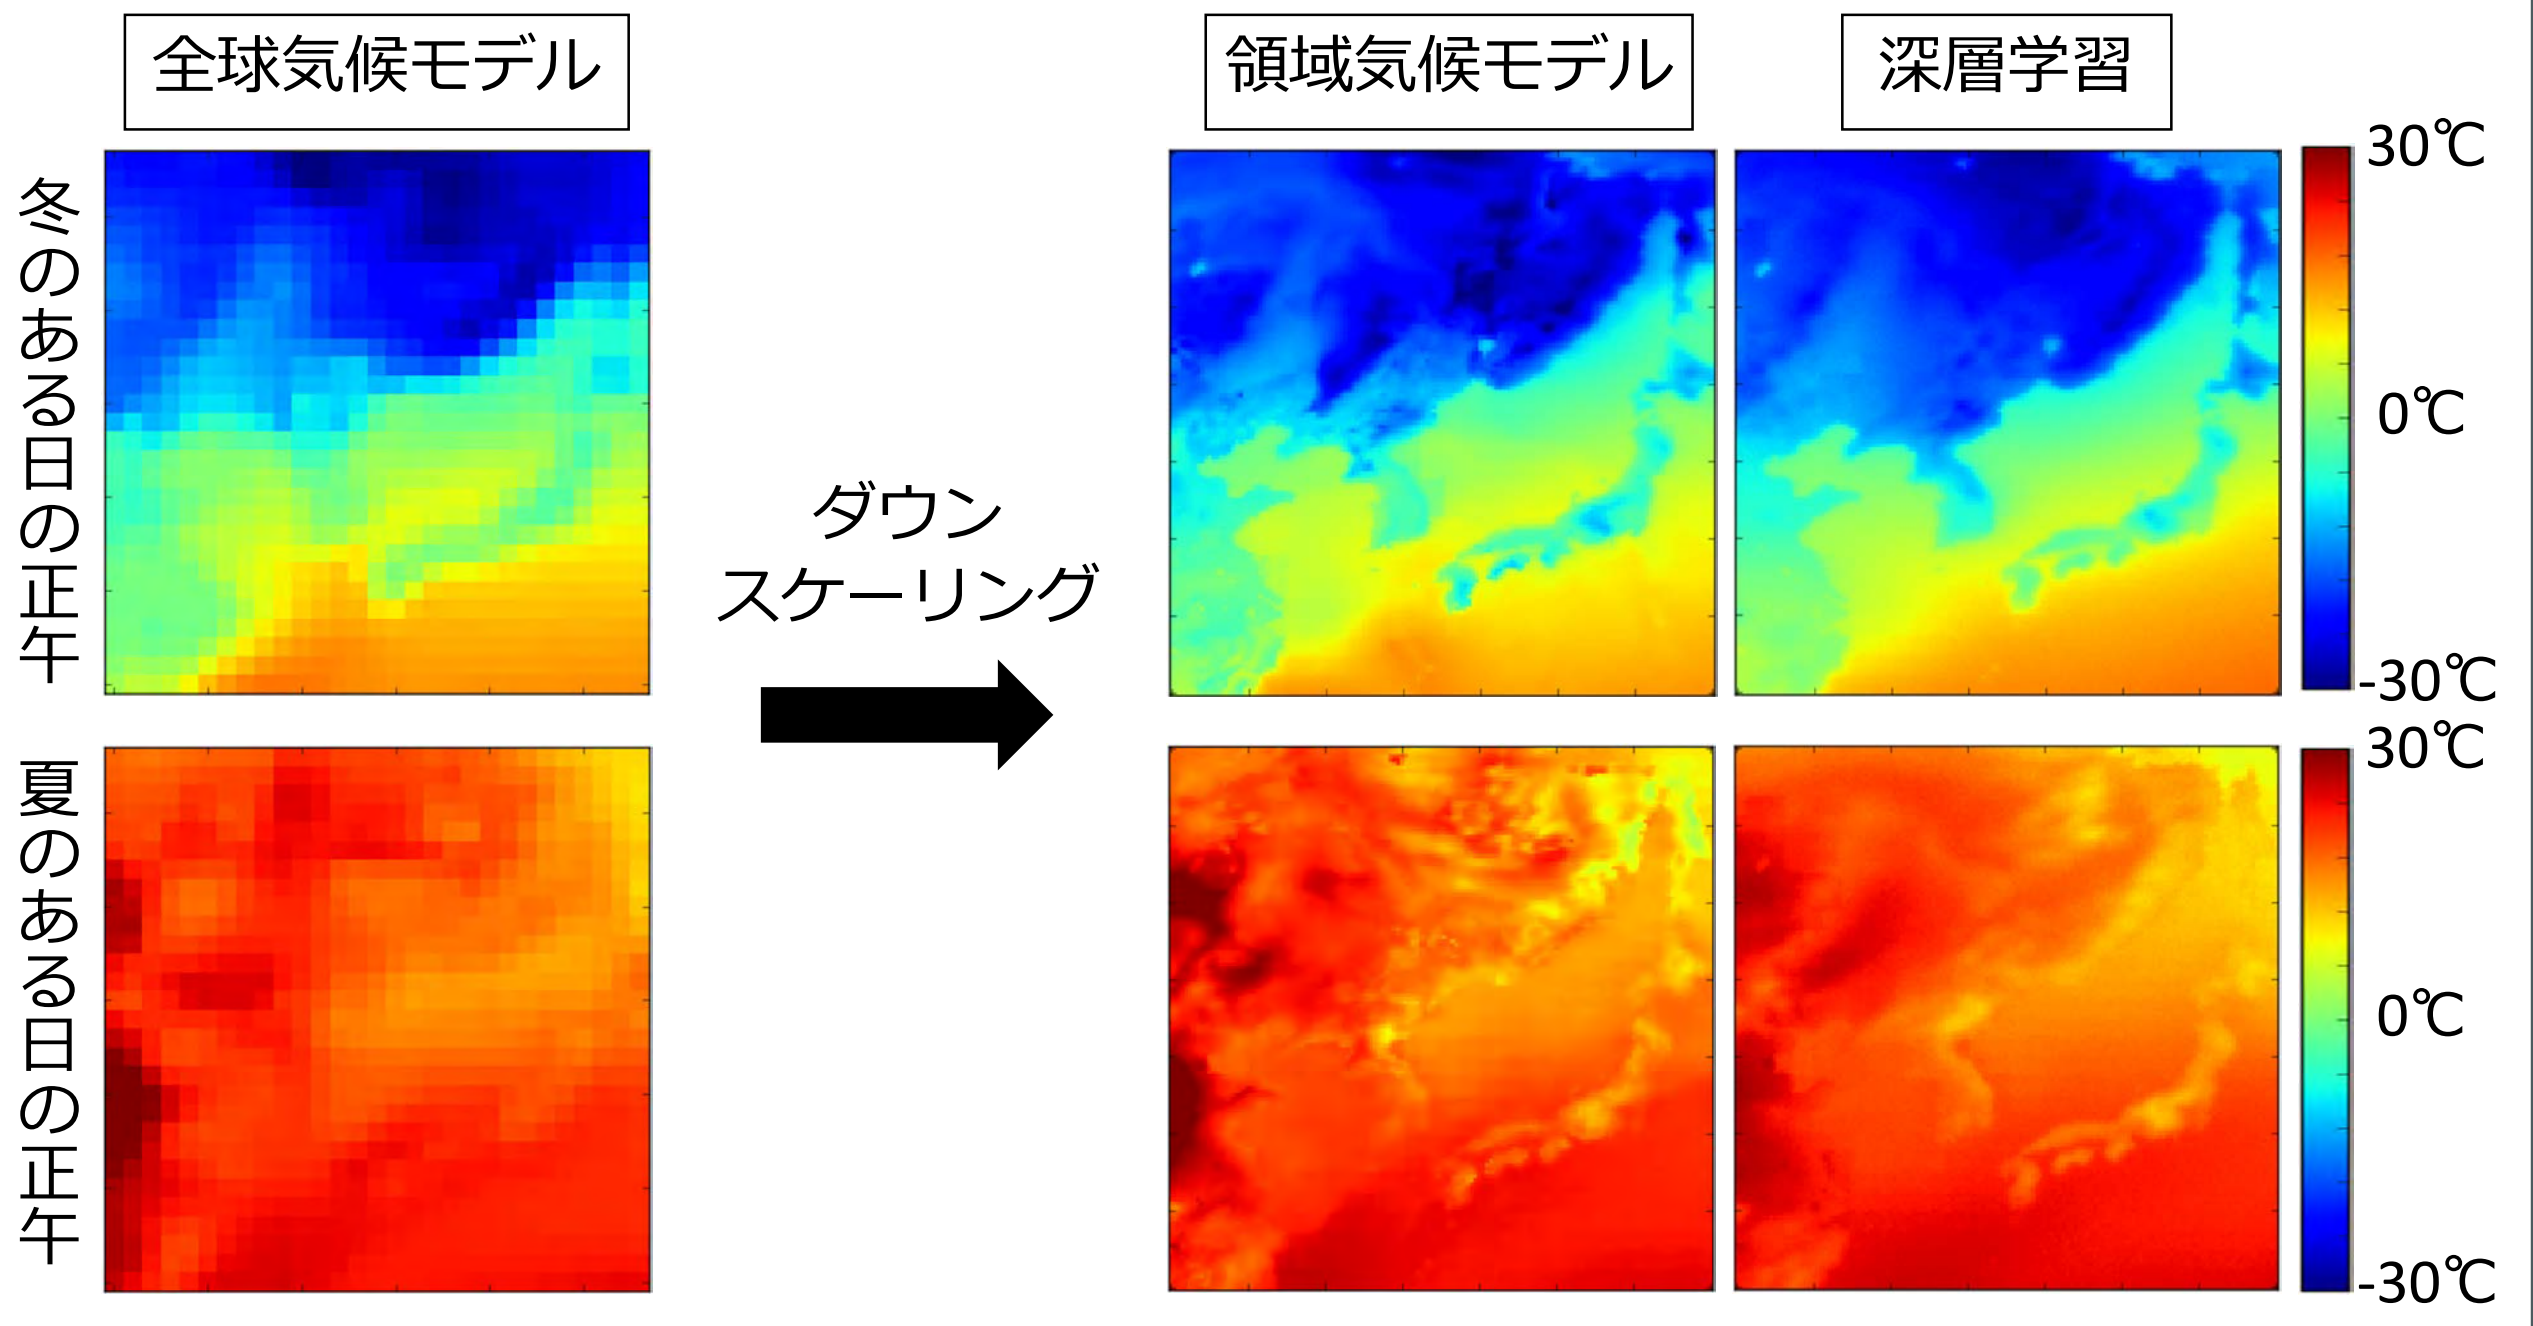 全球気候モデル
領域気候モデル
深層学習
冬のある日の正午
ダウン
スケーリング
30℃
0℃
-30℃
夏のある日の正午
30℃
0℃
-30℃